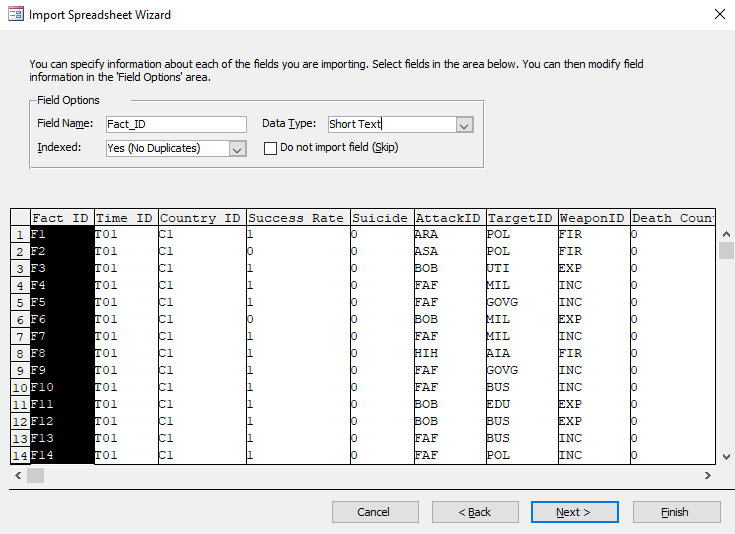 Import Spreadsheet Wizard
You can specify information about each of the fields you are importing. Select fields in the area below. You can then modify field
information in the 'Field Options' area.
Field Options
Field Name: Fact_ID Data Type: Short Text
Indexed: Yes (No Duplicates) Do not import field (Skip)
Fact ID Time ID Country ID Success Rate Suicide AttackID TargetID WeaponID Death Coun
1 F1 T01 C1 1 0 ARA POL FIR 0
2 F2 T01 C1 0 0 ASA POL FIR 0
3 F3 T01 C1 1 0 BOB UTI EXP 0
4 F4 T01 C1 1 0 FAF MIL INC 0
5 F5 T01 C1 1 0 FAF GOVG INC 0
6 F6 T01 C1 0 0 BOB MIL EXP 0
7 F7 T01 C1 1 0 FAF MIL INC 0
8 F8 T01 C1 1 0 HIH AIA FIR 0
9 F9 T01 C1 1 0 FAF GOVG INC 0
10 F10 T01 C1 1 0 FAF BUS INC 0
11 F11 T01 C1 1 0 BOB EDU EXP 0
12 F12 T01 C1 1 0 BOB BUS EXP 0
13 F13 T01 C1 1 0 FAF BUS INC 0
14 F14 T01 C1 1 0 FAF POL INC 0
Cancel < Back Next > Finish